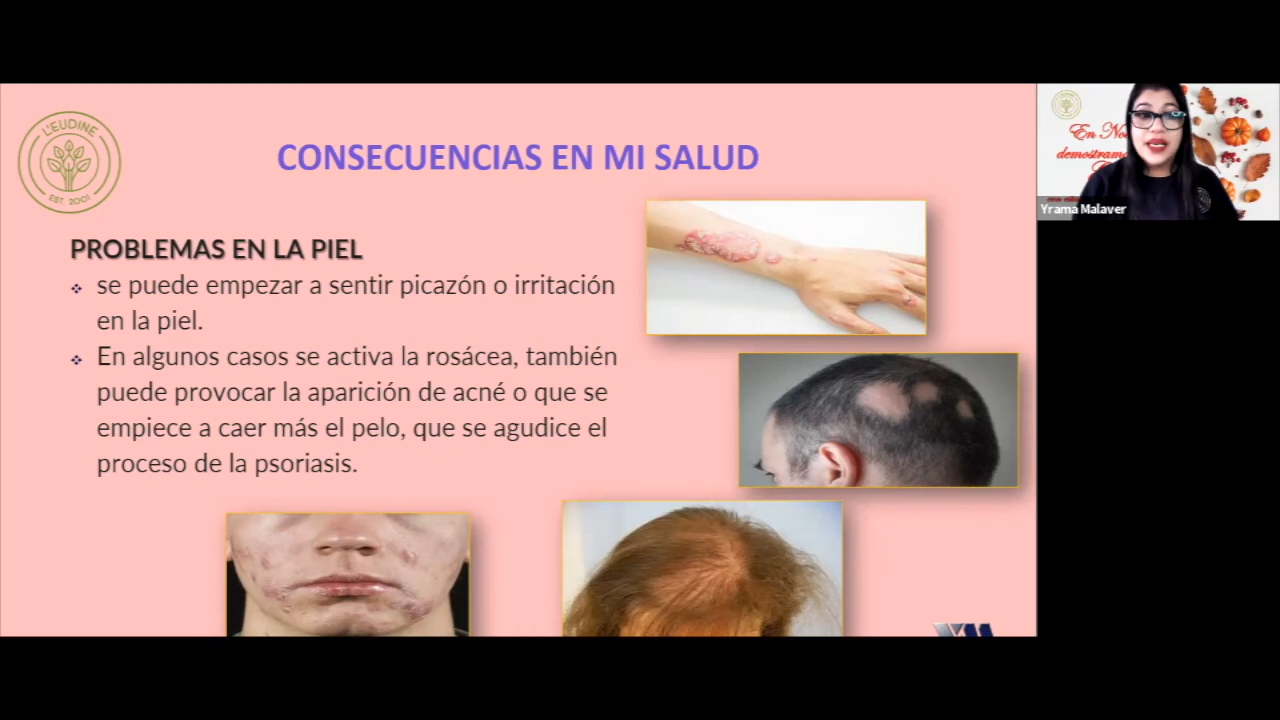 L'EUDINE
EST. 2001
CONSECUENCIAS EN MI SALUD
PROBLEMAS EN LA PIEL
❖ se puede empezar a sentir picazón o irritación
en la piel.
❖ En algunos casos se activa la rosácea, también
puede provocar la aparición de acné o que se
empiece a caer más el pelo, que se agudice el
proceso de la psoriasis.
En
demostram
Yrama Malaver